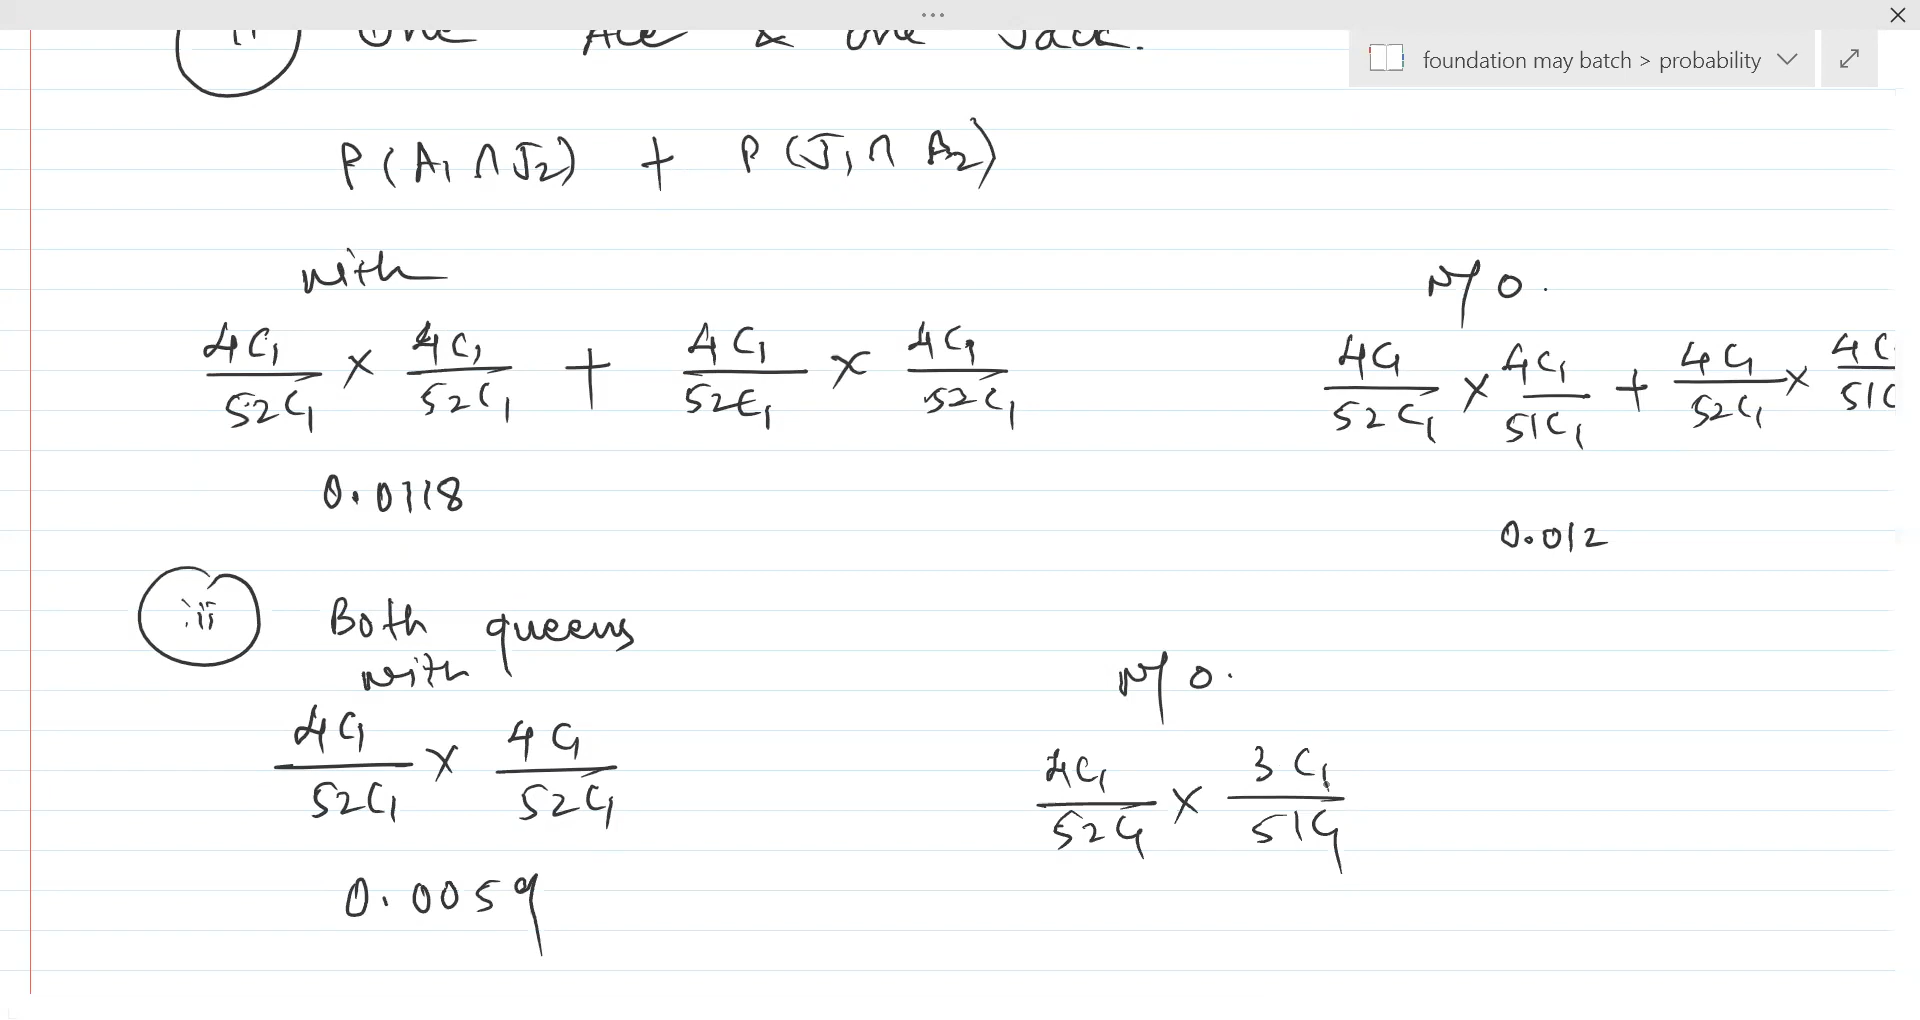 ii One Ace & one Jack.
foundation may batch > probability
P(A1 ∩ J2) + P(J1 ∩ A2)
with
w/o.
4C1/52C1 × 4C1/52C1 + 4C1/52C1 × 4C1/52C1
4C1/52C1 × 4C1/51C1 + 4C1/52C1 × 4C/51C
0.0118
0.012
iii Both queens
with
w/o.
4C1/52C1 × 4C1/52C1
4C1/52C1 × 3C1/51C1
0.0059